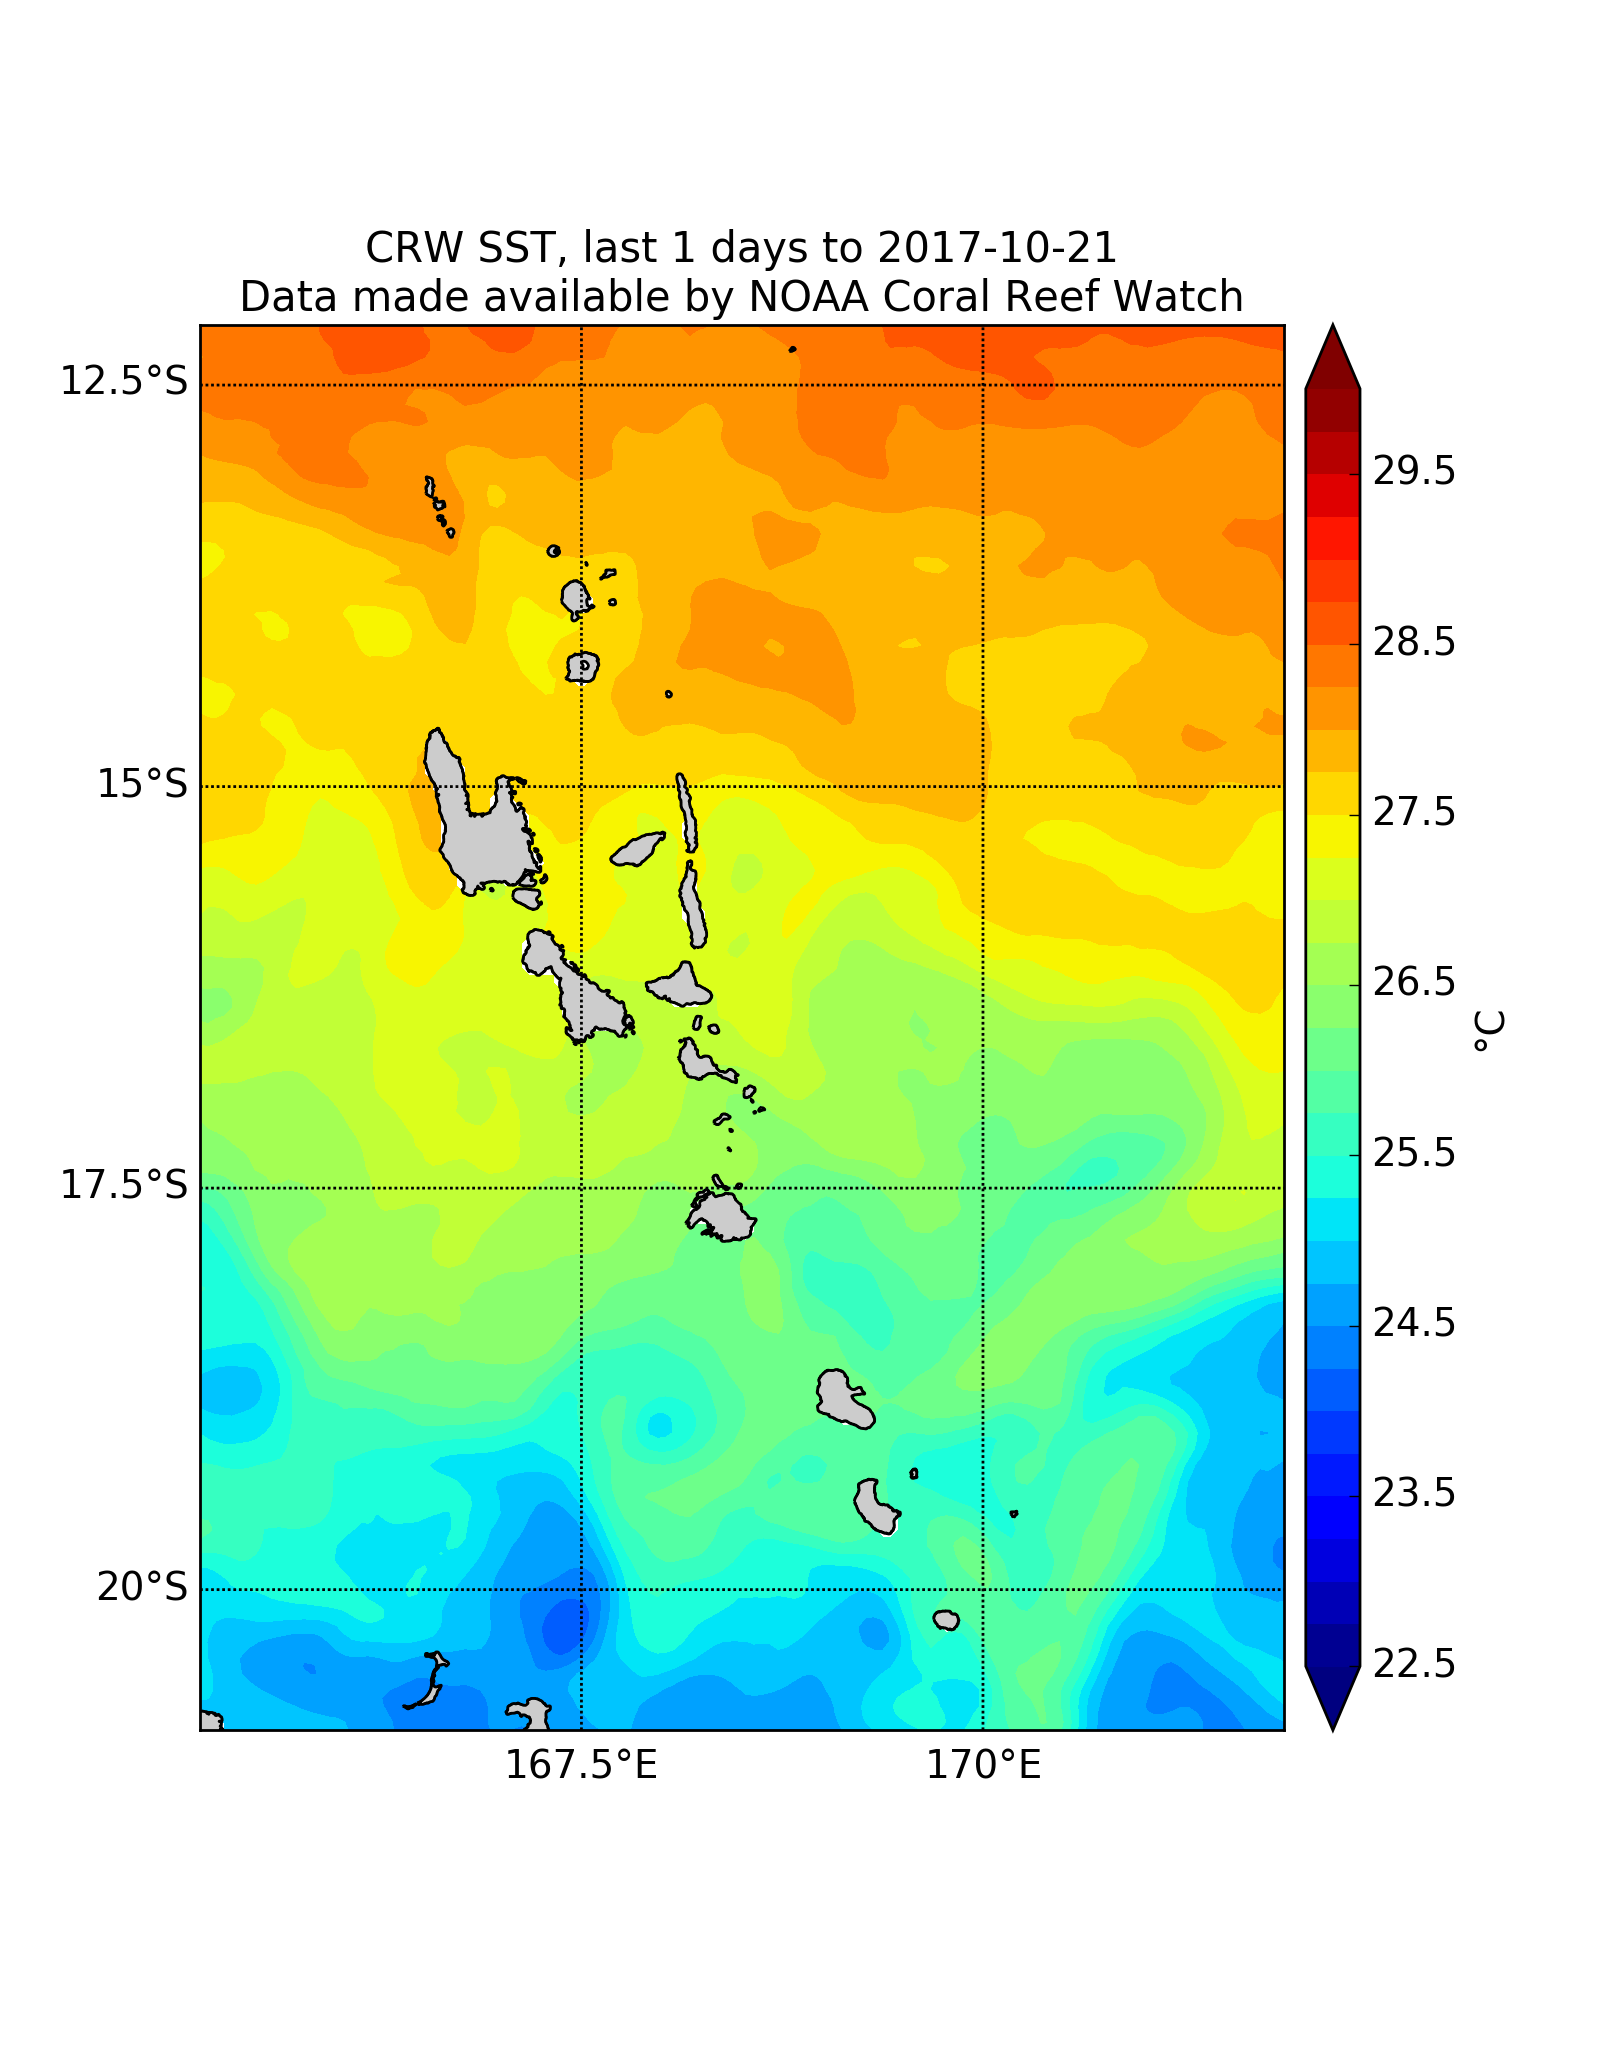 CRW SST, last 1 days to 2017-10-21
Data made available by NOAA Coral Reef Watch
12.5°S
15°S
17.5°S
20°S
167.5°E
170°E
29.5
28.5
27.5
26.5
25.5
24.5
23.5
22.5
°C